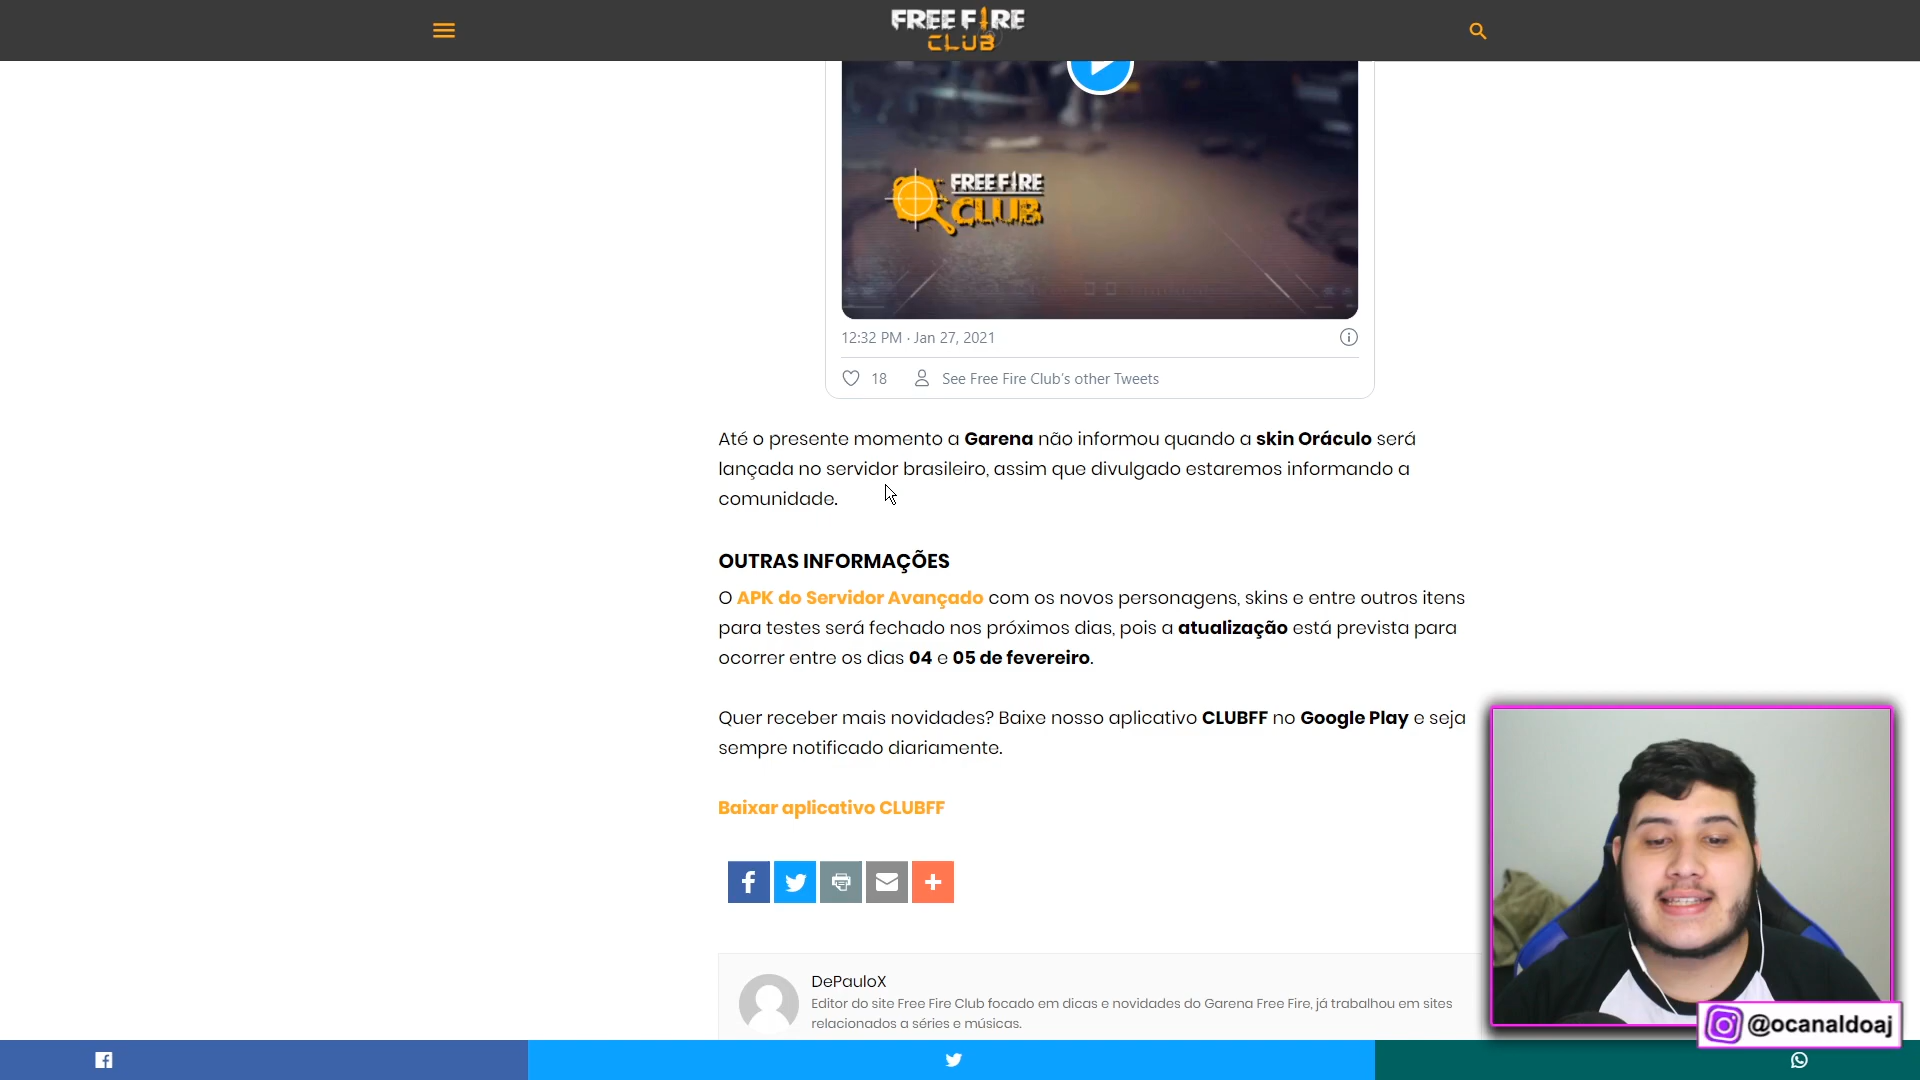 FREE FIRE
CLUB
FREE FIRE
CLUB
12:32 PM · Jan 27, 2021
18 See Free Fire Club's other Tweets
Até o presente momento a Garena não informou quando a skin Oráculo será
lançada no servidor brasileiro, assim que divulgado estaremos informando a
comunidade.
OUTRAS INFORMAÇÕES
O APK do Servidor Avançado com os novos personagens, skins e entre outros itens
para testes será fechado nos próximos dias, pois a atualização está prevista para
ocorrer entre os dias 04 e 05 de fevereiro.
Quer receber mais novidades? Baixe nosso aplicativo CLUBFF no Google Play e seja
sempre notificado diariamente.
Baixar aplicativo CLUBFF
DePauloX
Editor do site Free Fire Club focado em dicas e novidades do Garena Free Fire, já trabalhou em sites
relacionados a séries e músicas.
@ocanaldoaj